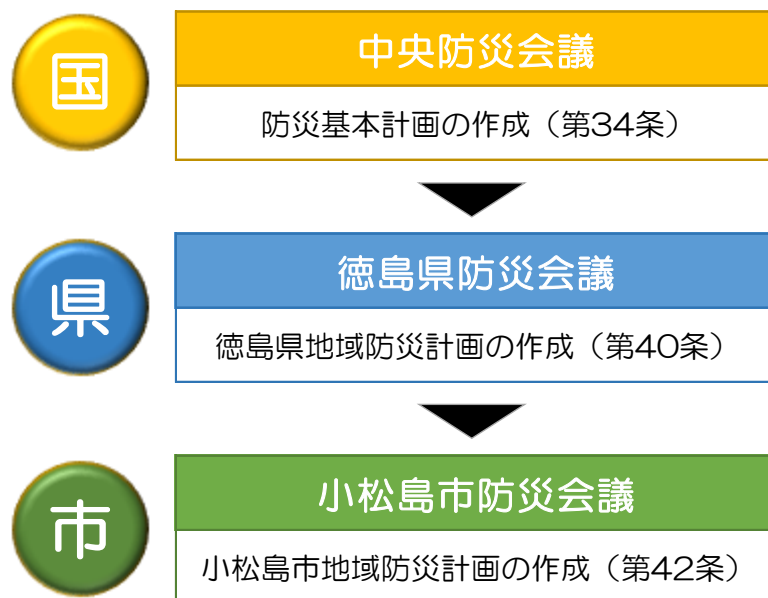 国
中央防災会議
防災基本計画の作成（第34条）
県
徳島県防災会議
徳島県地域防災計画の作成（第40条）
市
小松島市防災会議
小松島市地域防災計画の作成（第42条）